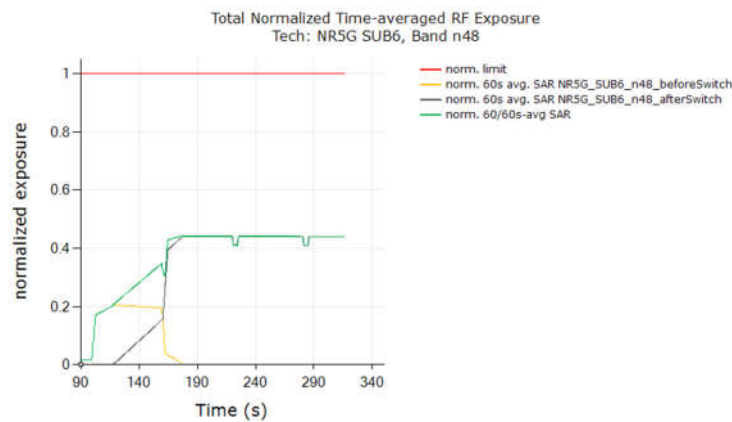 Total Normalized Time-averaged RF Exposure
Tech: NR5G SUB6, Band n48
norm. limit
norm. 60s avg. SAR NR5G_SUB6_n48_beforeSwitch
norm. 60s avg. SAR NR5G_SUB6_n48_afterSwitch
norm. 60/60s-avg SAR
normalized exposure
1
0.8
0.6
0.4
0.2
0
90
140
190
240
290
340
Time (s)